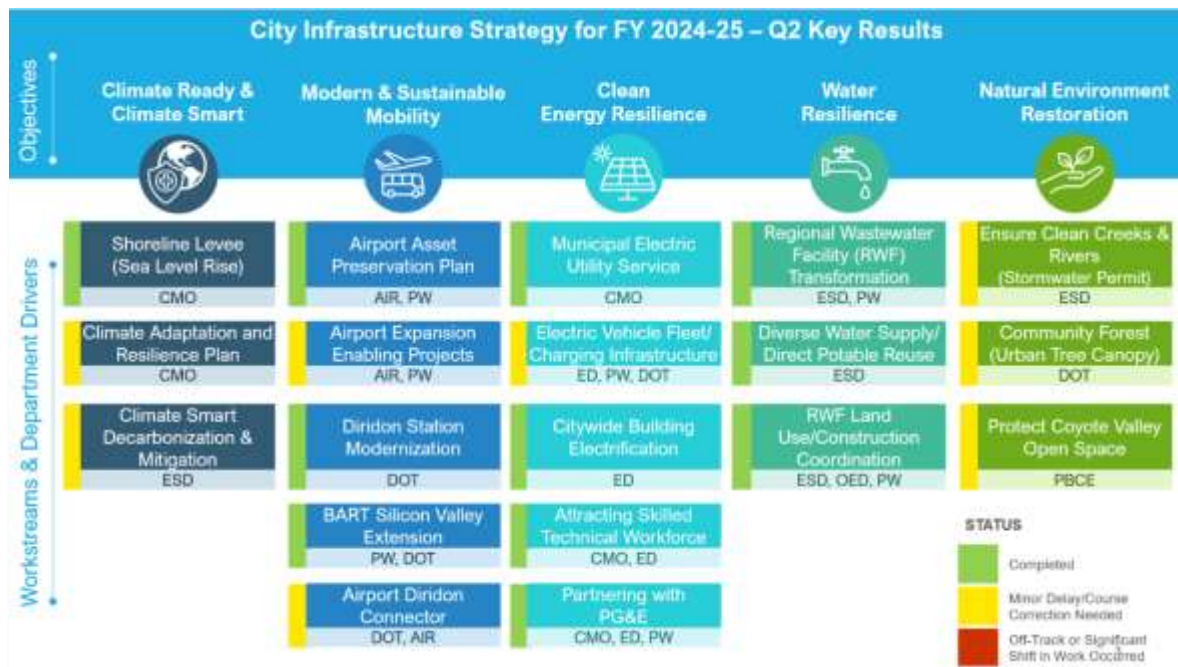 City Infrastructure Strategy for FY 2024-25 – Q2 Key Results
Objectives
Climate Ready &
Climate Smart
Modern & Sustainable
Mobility
Clean
Energy Resilience
Water
Resilience
Natural Environment
Restoration
Workstreams & Department Drivers
Shoreline Levee
(Sea Level Rise)
CMO
Climate Adaptation and
Resilience Plan
CMO
Climate Smart
Decarbonization &
Mitigation
ESD
Airport Asset
Preservation Plan
AIR, PW
Airport Expansion
Enabling Projects
AIR, PW
Diridon Station
Modernization
DOT
BART Silicon Valley
Extension
PW, DOT
Airport Diridon
Connector
DOT, AIR
Municipal Electric
Utility Service
CMO
Electric Vehicle Fleet/
Charging Infrastructure
ED, PW, DOT
Citywide Building
Electrification
ED
Attracting Skilled
Technical Workforce
CMO, ED
Partnering with
PG&E
CMO, ED, PW
Regional Wastewater
Facility (RWF)
Transformation
ESD, PW
Diverse Water Supply/
Direct Potable Reuse
ESD
RWF Land
Use/Construction
Coordination
ESD, OED, PW
Ensure Clean Creeks &
Rivers
(Stormwater Permit)
ESD
Community Forest
(Urban Tree Canopy)
DOT
Protect Coyote Valley
Open Space
PBCE
STATUS
Completed
Minor Delay/Course
Correction Needed
Off-Track or Significant
Shift in Work Occurred